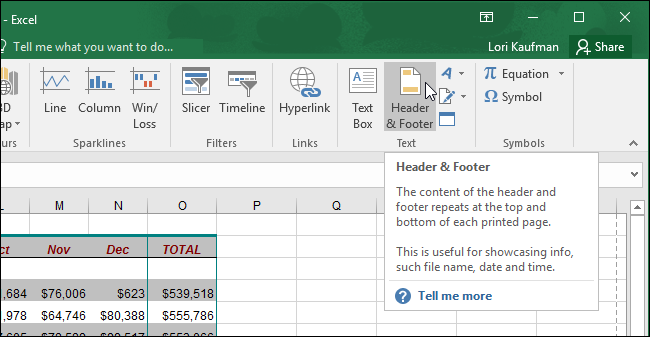 - Excel
Tell me what you want to do...
Lori Kaufman
Share
3D
Line
Column
Win/
Loss
Slicer
Timeline
Hyperlink
Text
Box
Header
& Footer
A
π Equation
Ω Symbol
Sparklines
Filters
Links
Text
Symbols
Header & Footer
The content of the header and
footer repeats at the top and
bottom of each printed page.
This is useful for showcasing info,
such file name, date and time.
? Tell me more
M N O P Q
Nov Dec TOTAL
,684 $76,006 $623 $539,518
,978 $64,746 $80,388 $555,786